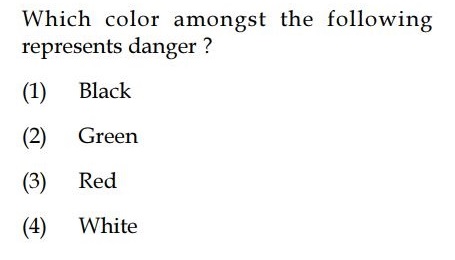 Which color amongst the following
represents danger ?
(1) Black
(2) Green
(3) Red
(4) White